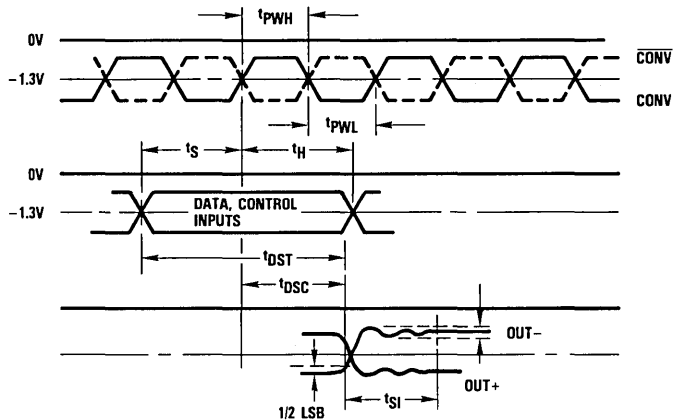 tPWH
0V
CONV
-1.3V
CONV
tPWL
tS
tH
0V
DATA, CONTROL
INPUTS
-1.3V
tDST
tDSC
OUT-
OUT+
tSI
1/2 LSB